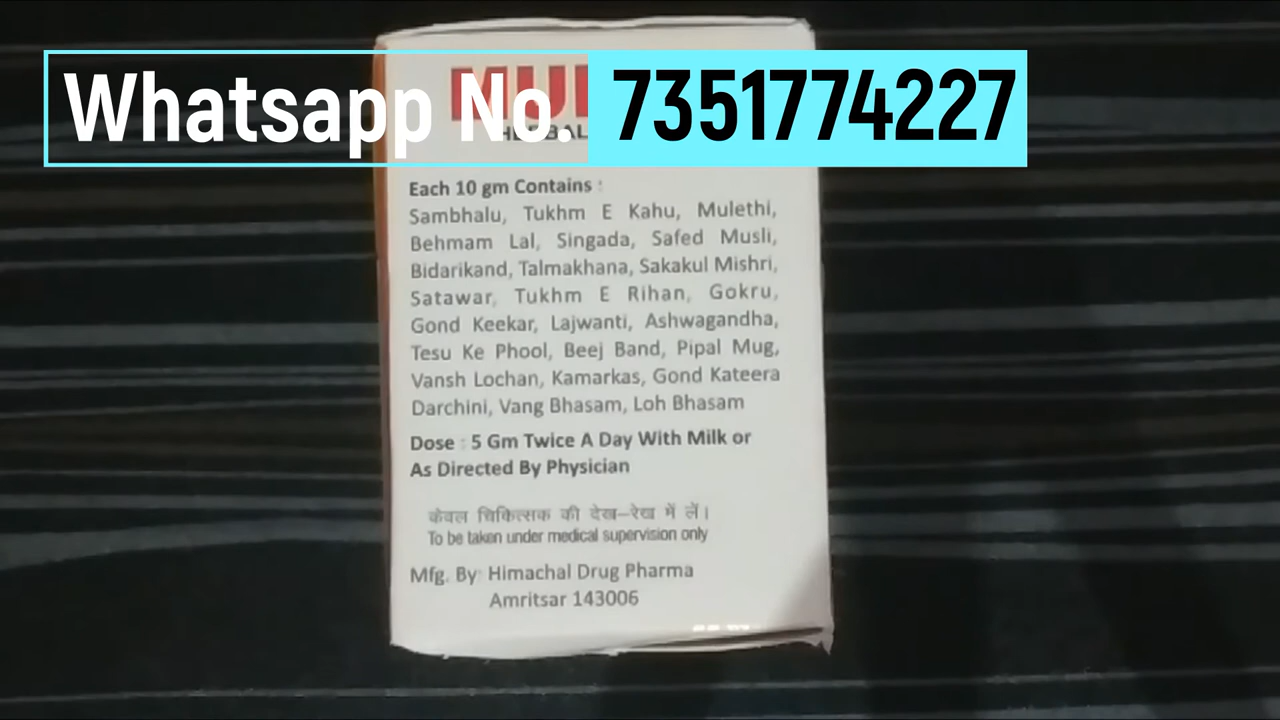 Whatsapp No. 7351774227
Each 10 gm Contains :
Sambhalu, Tukhm E Kahu, Mulethi,
Behmam Lal, Singada, Safed Musli,
Bidarikand, Talmakhana, Sakakul Mishri,
Satawar, Tukhm E Rihan, Gokru,
Gond Keekar, Lajwanti, Ashwagandha,
Tesu Ke Phool, Beej Band, Pipal Mug,
Vansh Lochan, Kamarkas, Gond Kateera
Darchini, Vang Bhasam, Loh Bhasam
Dose : 5 Gm Twice A Day With Milk or
As Directed By Physician
केवल चिकित्सक की देख–रेख में लें।
To be taken under medical supervision only
Mfg. By: Himachal Drug Pharma
Amritsar 143006